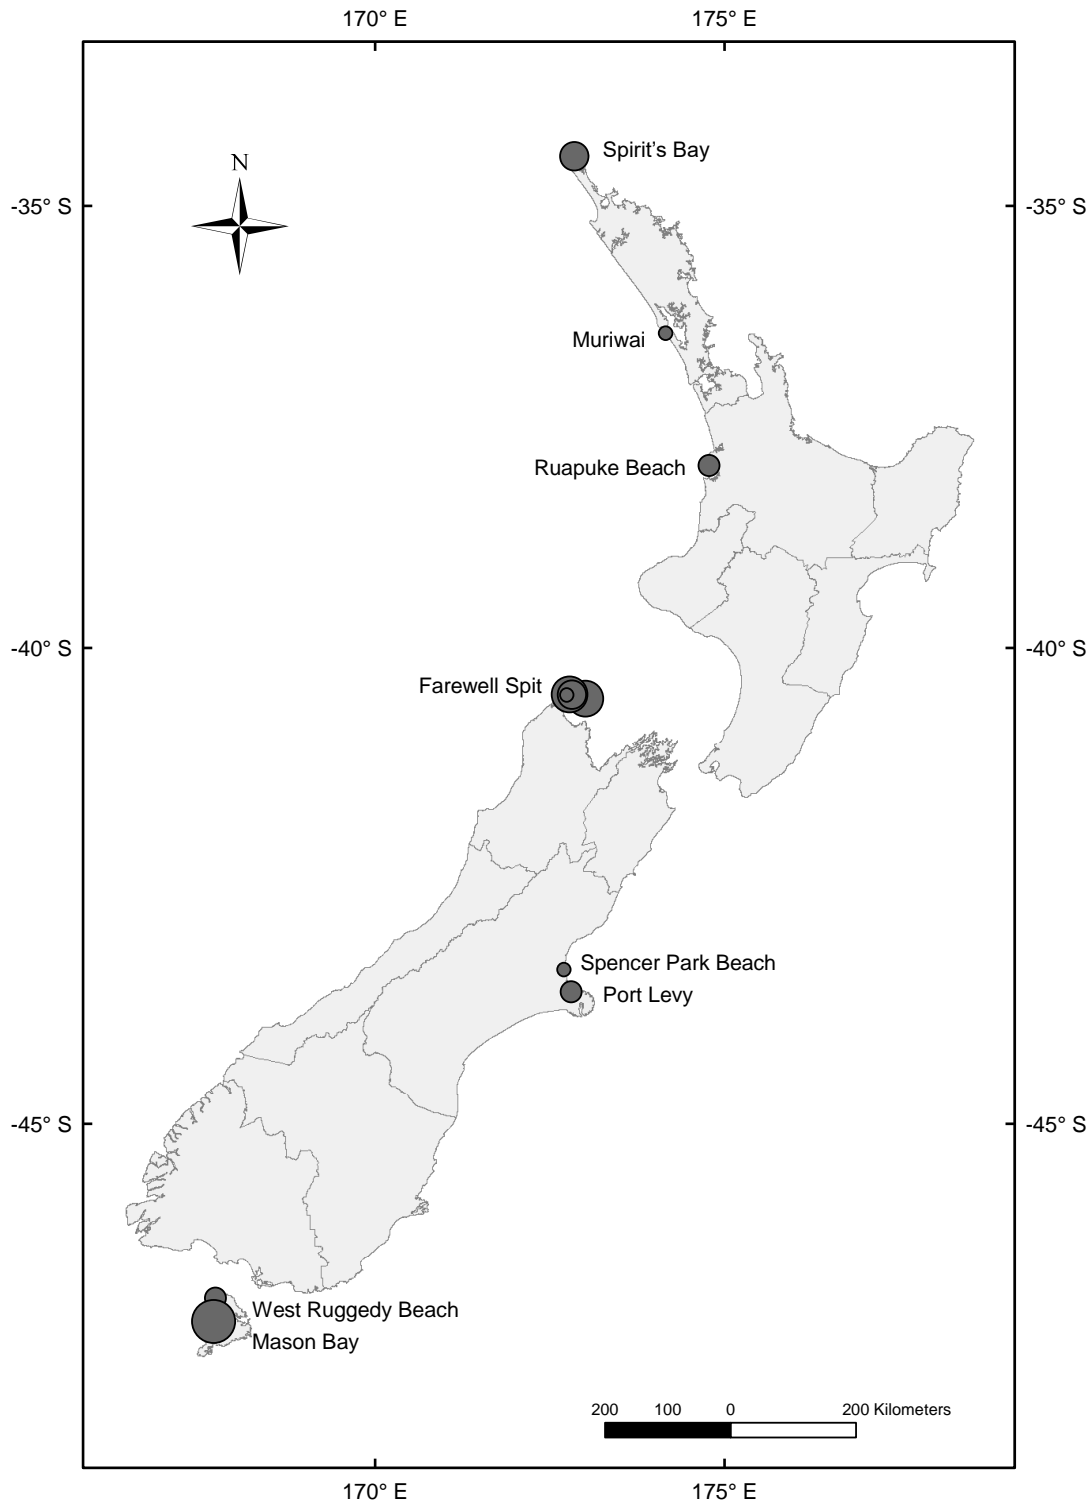 170° E 175° E
Spirit's Bay
N
-35° S -35° S
Muriwai
Ruapuke Beach
-40° S -40° S
Farewell Spit
Spencer Park Beach
Port Levy
-45° S -45° S
West Ruggedy Beach
Mason Bay
200 100 0 200 Kilometers
170° E 175° E